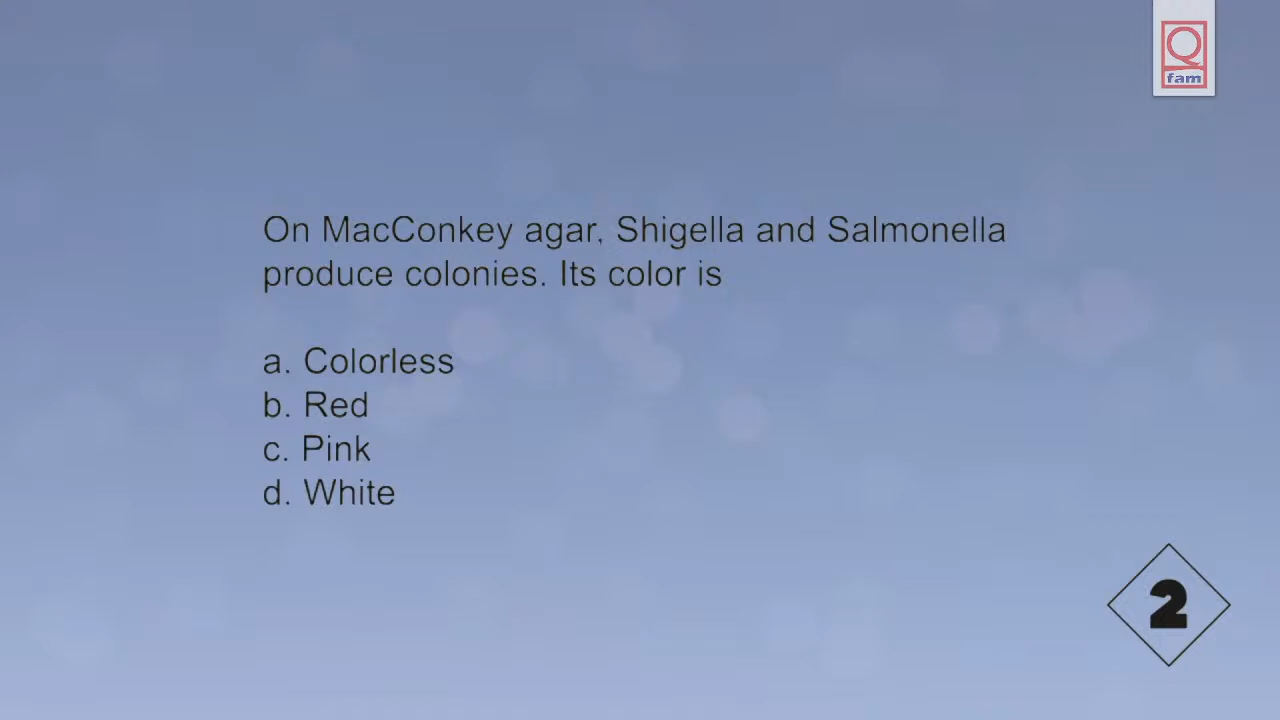 Q
fam
On MacConkey agar, Shigella and Salmonella
produce colonies. Its color is
a. Colorless
b. Red
c. Pink
d. White
2